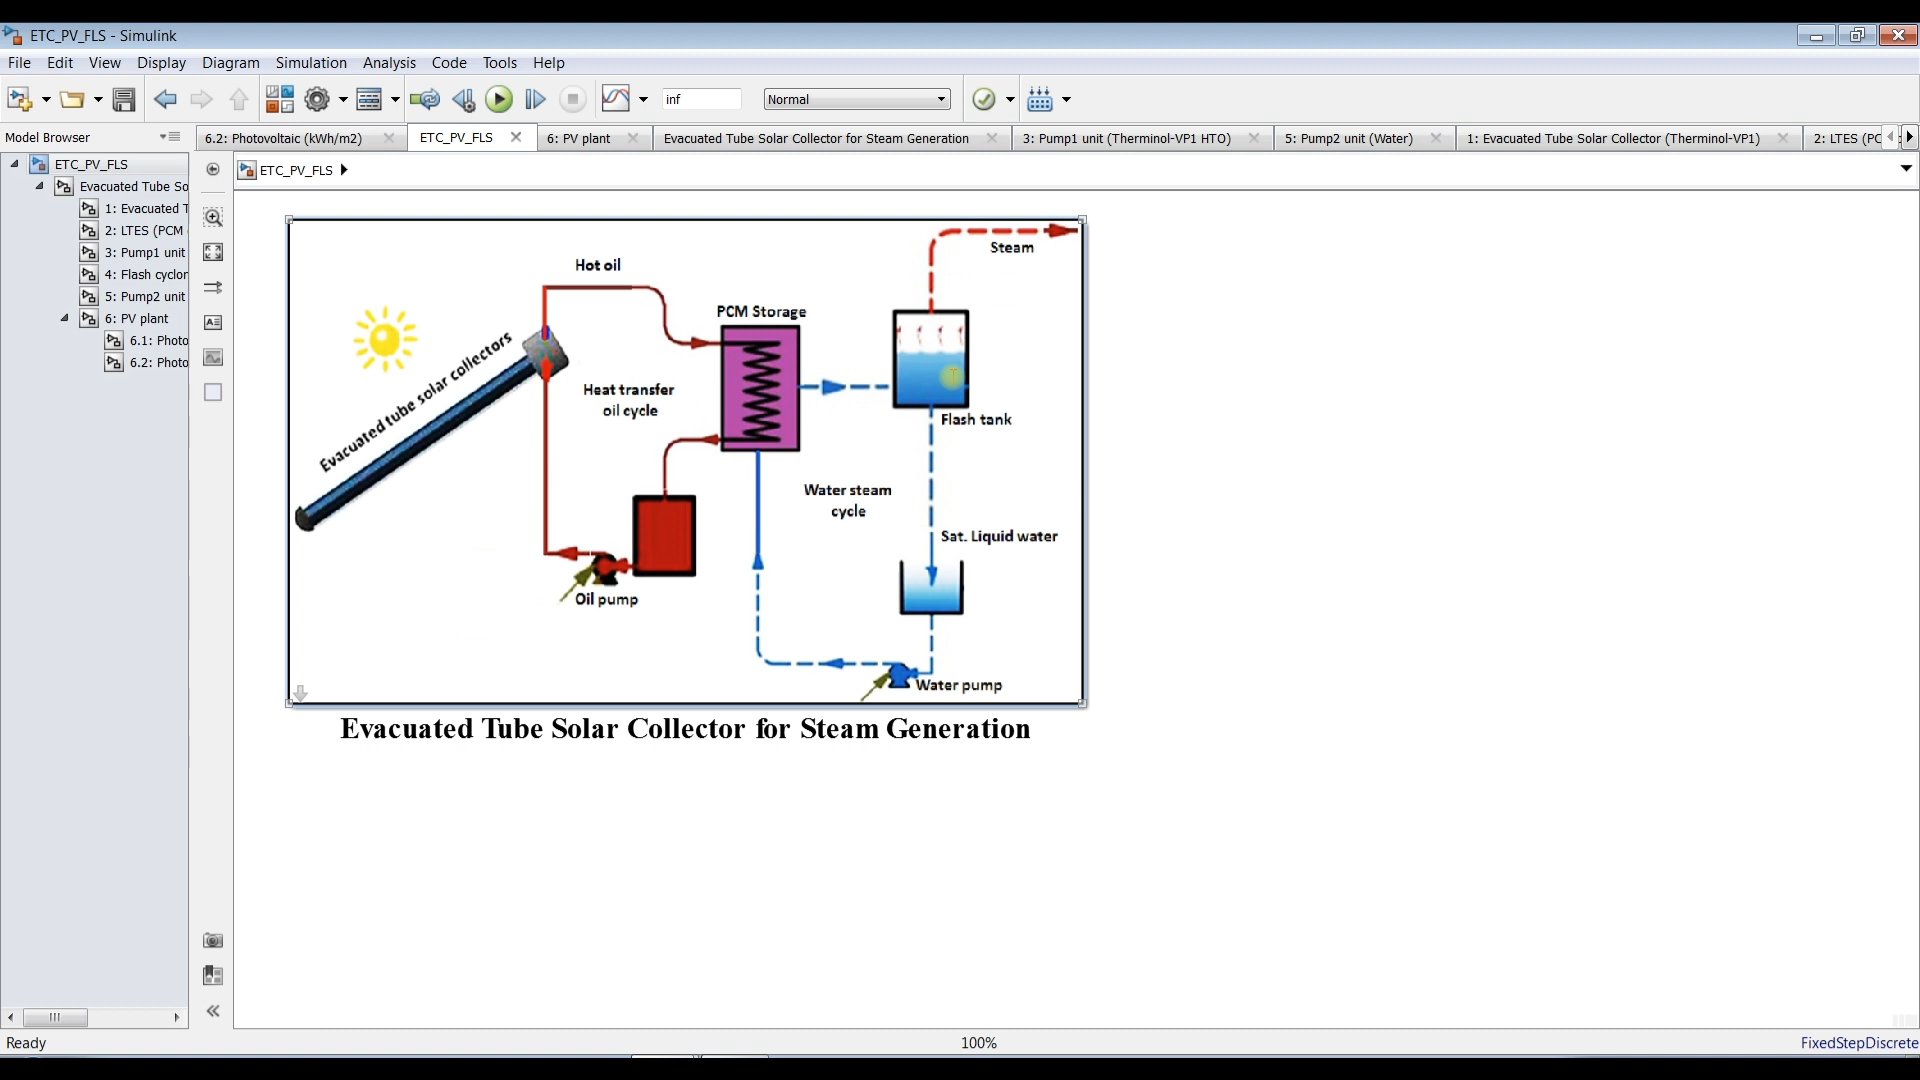 ETC_PV_FLS - Simulink
File Edit View Display Diagram Simulation Analysis Code Tools Help
inf Normal
Model Browser
6.2: Photovoltaic (kWh/m2) ETC_PV_FLS 6: PV plant Evacuated Tube Solar Collector for Steam Generation 3: Pump1 unit (Therminol-VP1 HTO) 5: Pump2 unit (Water) 1: Evacuated Tube Solar Collector (Therminol-VP1) 2: LTES (PC
ETC_PV_FLS
ETC_PV_FLS
Evacuated Tube So
1: Evacuated T
2: LTES (PCM
3: Pump1 unit
4: Flash cyclor
5: Pump2 unit
6: PV plant
6.1: Photo
6.2: Photo
Steam
Hot oil
PCM Storage
Evacuated tube solar collectors
Heat transfer
oil cycle
Flash tank
Water steam
cycle
Sat. Liquid water
Oil pump
Water pump
Evacuated Tube Solar Collector for Steam Generation
Ready 100% FixedStepDiscrete